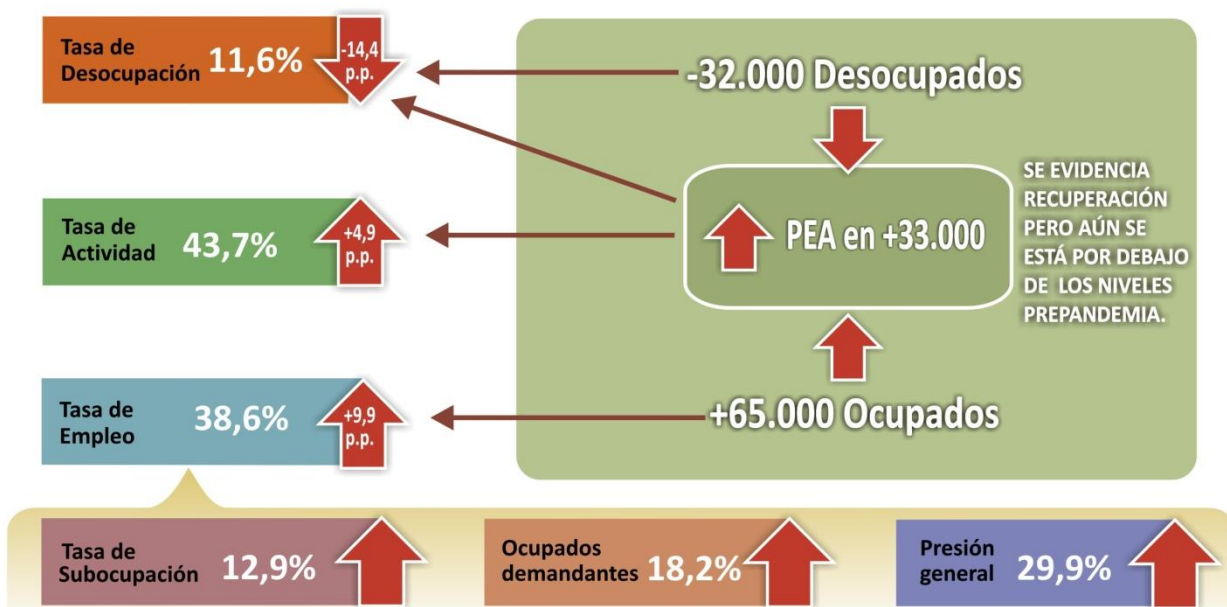 Tasa de
Desocupación
11,6%
-14,4
p.p.
-32.000 Desocupados
Tasa de
Actividad
43,7%
+4,9
p.p.
PEA en +33.000
SE EVIDENCIA
RECUPERACIÓN
PERO AÚN SE
ESTÁ POR DEBAJO
DE LOS NIVELES
PREPANDEMIA.
Tasa de
Empleo
38,6%
+9,9
p.p.
+65.000 Ocupados
Tasa de
Subocupación
12,9%
Ocupados
demandantes
18,2%
Presión
general
29,9%